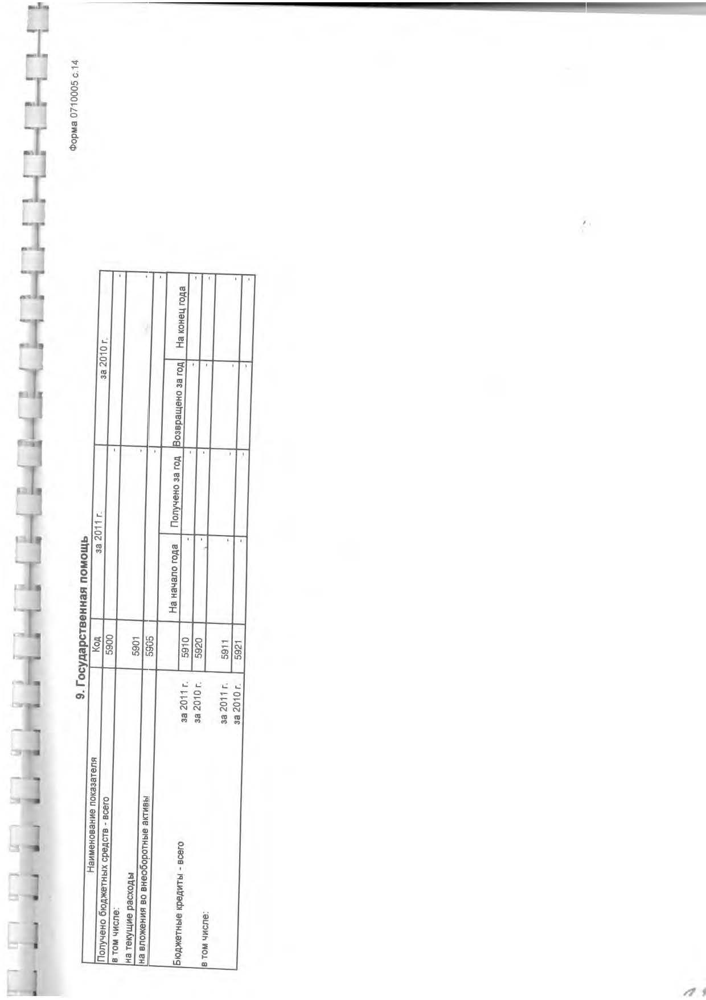 Форма 0710005 с.14
9. Государственная помощь
Наименование показателя Код за 2011 г. за 2010 г.
Получено бюджетных средств - всего 5900 - -
в том числе:
на текущие расходы 5901 - -
на вложения во внеоборотные активы 5905 - -
На начало года Получено за год Возвращено за год На конец года
Бюджетные кредиты - всего за 2011 г. 5910 - - - -
за 2010 г. 5920 - - - -
в том числе:
за 2011 г. 5911 - - - -
за 2010 г. 5921 - - - -